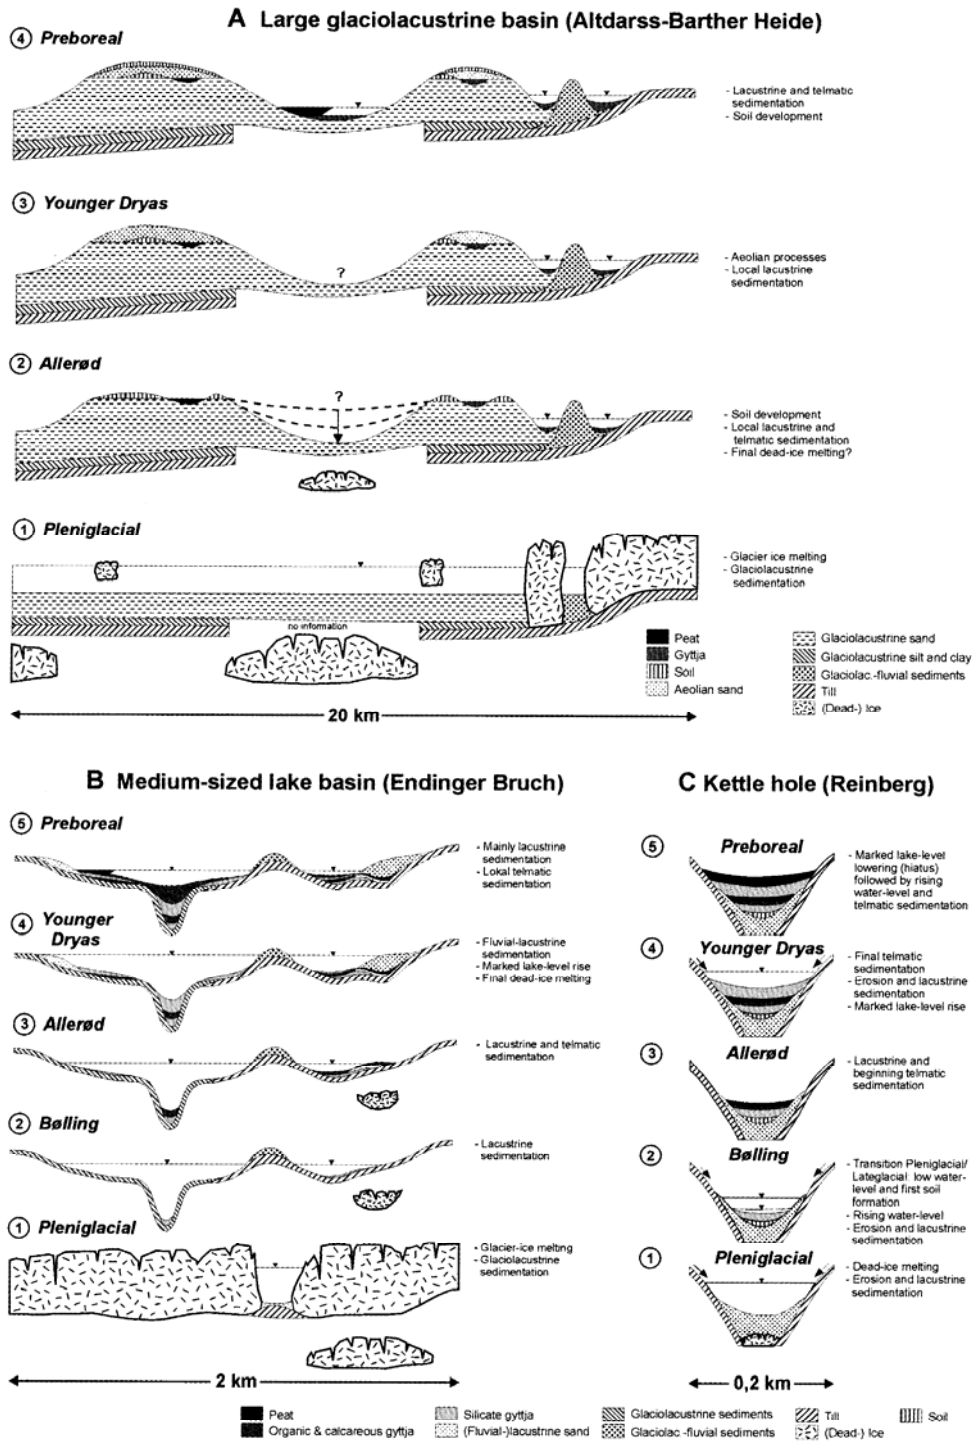 A Large glaciolacustrine basin (Altdarss-Barther Heide)
4 Preboreal
- Lacustrine and telmatic
sedimentation
- Soil development
3 Younger Dryas
?
- Aeolian processes
- Local lacustrine
sedimentation
2 Allerød
?
- Soil development
- Local lacustrine and
telmatic sedimentation
- Final dead-ice melting?
1 Pleniglacial
- Glacier ice melting
- Glaciolacustrine
sedimentation
no information
Peat
Gyttja
Soil
Aeolian sand
Glaciolacustrine sand
Glaciolacustrine silt and clay
Glaciolac.-fluvial sediments
Till
(Dead-) Ice
20 km
B Medium-sized lake basin (Endinger Bruch)
5 Preboreal
- Mainly lacustrine
sedimentation
- Lokal telmatic
sedimentation
4 Younger
Dryas
- Fluvial-lacustrine
sedimentation
- Marked lake-level rise
- Final dead-ice melting
3 Allerød
- Lacustrine and telmatic
sedimentation
2 Bølling
- Lacustrine
sedimentation
1 Pleniglacial
- Glacier-ice melting
- Glaciolacustrine
sedimentation
2 km
C Kettle hole (Reinberg)
5 Preboreal
- Marked lake-level
lowering (hiatus)
followed by rising
water-level and
telmatic sedimentation
4 Younger Dryas
- Final telmatic
sedimentation
- Erosion and lacustrine
sedimentation
- Marked lake-level rise
3 Allerød
- Lacustrine and
beginning telmatic
sedimentation
2 Bølling
- Transition Pleniglacial/
Lateglacial: low water-
level and first soil
formation
- Rising water-level
- Erosion and lacustrine
sedimentation
1 Pleniglacial
- Dead-ice melting
- Erosion and lacustrine
sedimentation
0,2 km
Peat
Organic & calcareous gyttja
Silicate gyttja
(Fluvial-)lacustrine sand
Glaciolacustrine sediments
Glaciolac.-fluvial sediments
Till
(Dead-) Ice
Soil